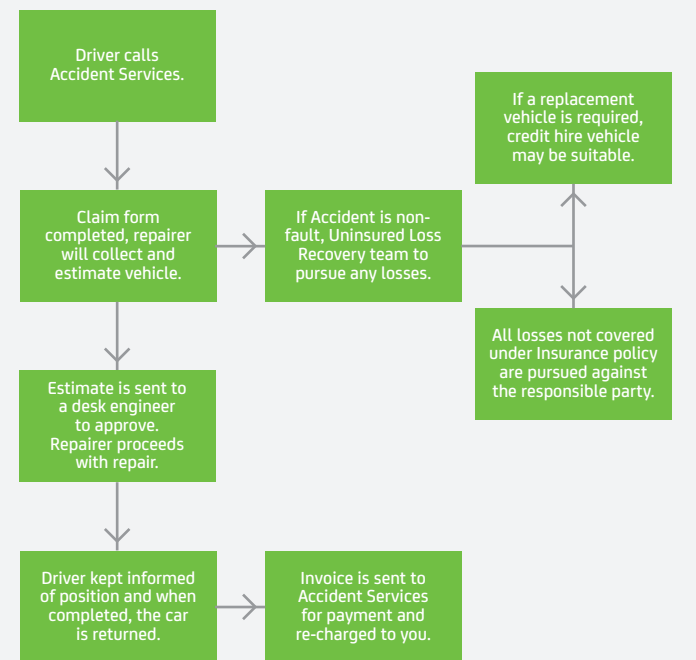 Driver calls
Accident Services.
If a replacement
vehicle is required,
credit hire vehicle
may be suitable.
Claim form
completed, repairer
will collect and
estimate vehicle.
If Accident is non-
fault, Uninsured Loss
Recovery team to
pursue any losses.
All losses not covered
under Insurance policy
are pursued against
the responsible party.
Estimate is sent to
a desk engineer
to approve.
Repairer proceeds
with repair.
Driver kept informed
of position and when
completed, the car
is returned.
Invoice is sent to
Accident Services
for payment and
re-charged to you.